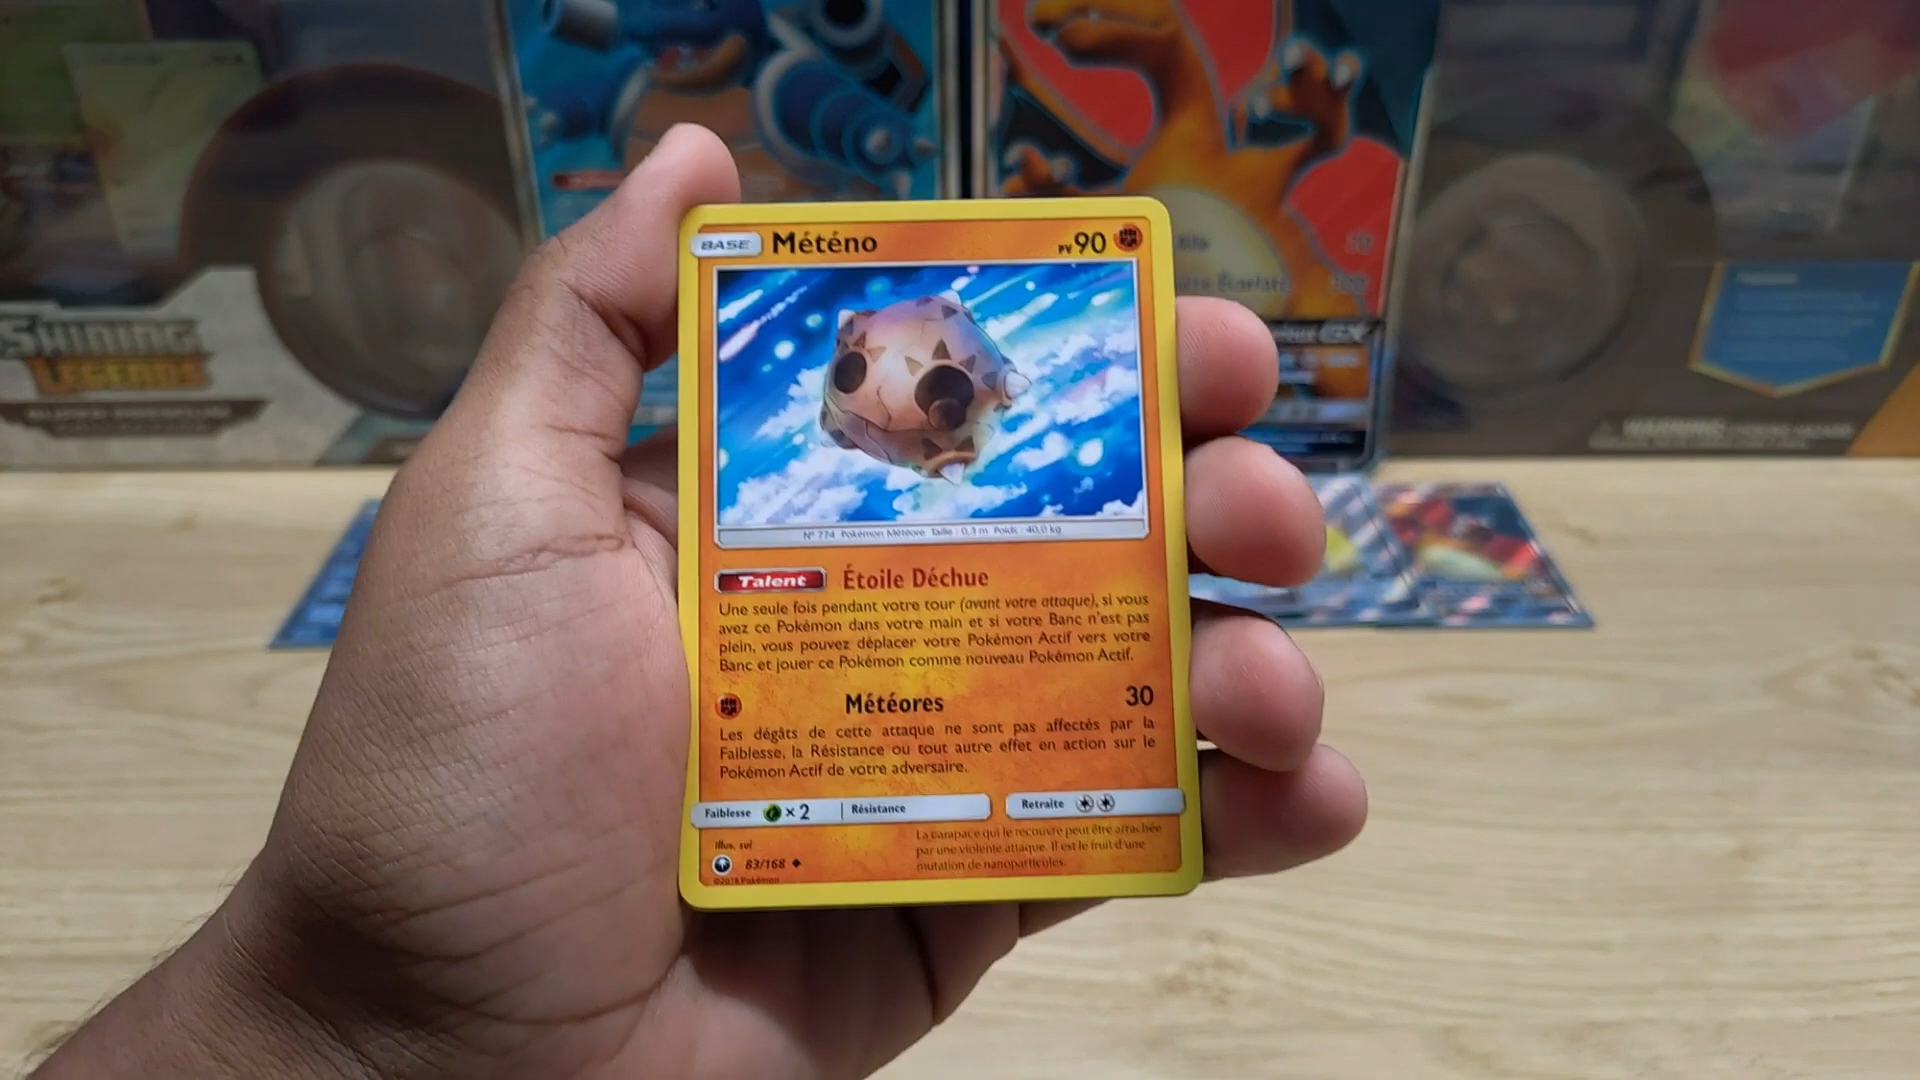 SHINING
LEGENDS
WARNING:
GX
BASE Météno PV 90
N° 774 Pokémon Météore Taille : 0,3 m Poids : 40,0 kg
Talent Étoile Déchue
Une seule fois pendant votre tour (avant votre attaque), si vous
avez ce Pokémon dans votre main et si votre Banc n'est pas
plein, vous pouvez déplacer votre Pokémon Actif vers votre
Banc et jouer ce Pokémon comme nouveau Pokémon Actif.
Météores 30
Les dégâts de cette attaque ne sont pas affectés par la
Faiblesse, la Résistance ou tout autre effet en action sur le
Pokémon Actif de votre adversaire.
Faiblesse × 2 Résistance Retraite
La carapace qui le recouvre peut être arrachée
par une violente attaque. Il est le fruit d'une
mutation de nanoparticules.
Illus. sui
83/168
©2018 Pokémon